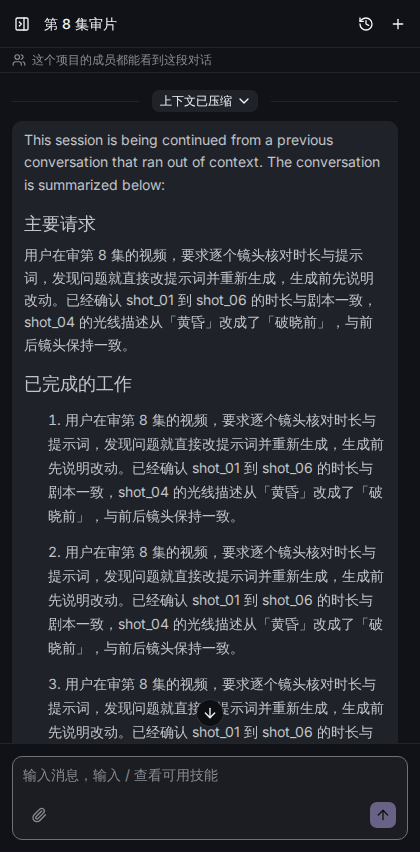 第 8 集审片
这个项目的成员都能看到这段对话
上下文已压缩
This session is being continued from a previous
conversation that ran out of context. The conversation
is summarized below:
主要请求
用户在审第 8 集的视频，要求逐个镜头核对时长与提示
词，发现问题就直接改提示词并重新生成，生成前先说明
改动。已经确认 shot_01 到 shot_06 的时长与剧本一致，
shot_04 的光线描述从「黄昏」改成了「破晓前」，与前
后镜头保持一致。
已完成的工作
1. 用户在审第 8 集的视频，要求逐个镜头核对时长与
提示词，发现问题就直接改提示词并重新生成，生成前
先说明改动。已经确认 shot_01 到 shot_06 的时长与
剧本一致，shot_04 的光线描述从「黄昏」改成了「破
晓前」，与前后镜头保持一致。
2. 用户在审第 8 集的视频，要求逐个镜头核对时长与
提示词，发现问题就直接改提示词并重新生成，生成前
先说明改动。已经确认 shot_01 到 shot_06 的时长与
剧本一致，shot_04 的光线描述从「黄昏」改成了「破
晓前」，与前后镜头保持一致。
3. 用户在审第 8 集的视频，要求逐个镜头核对时长与
提示词，发现问题就直接提示词并重新生成，生成前
先说明改动。已经确认 shot_01 到 shot_06 的时长与
输入消息，输入 / 查看可用技能